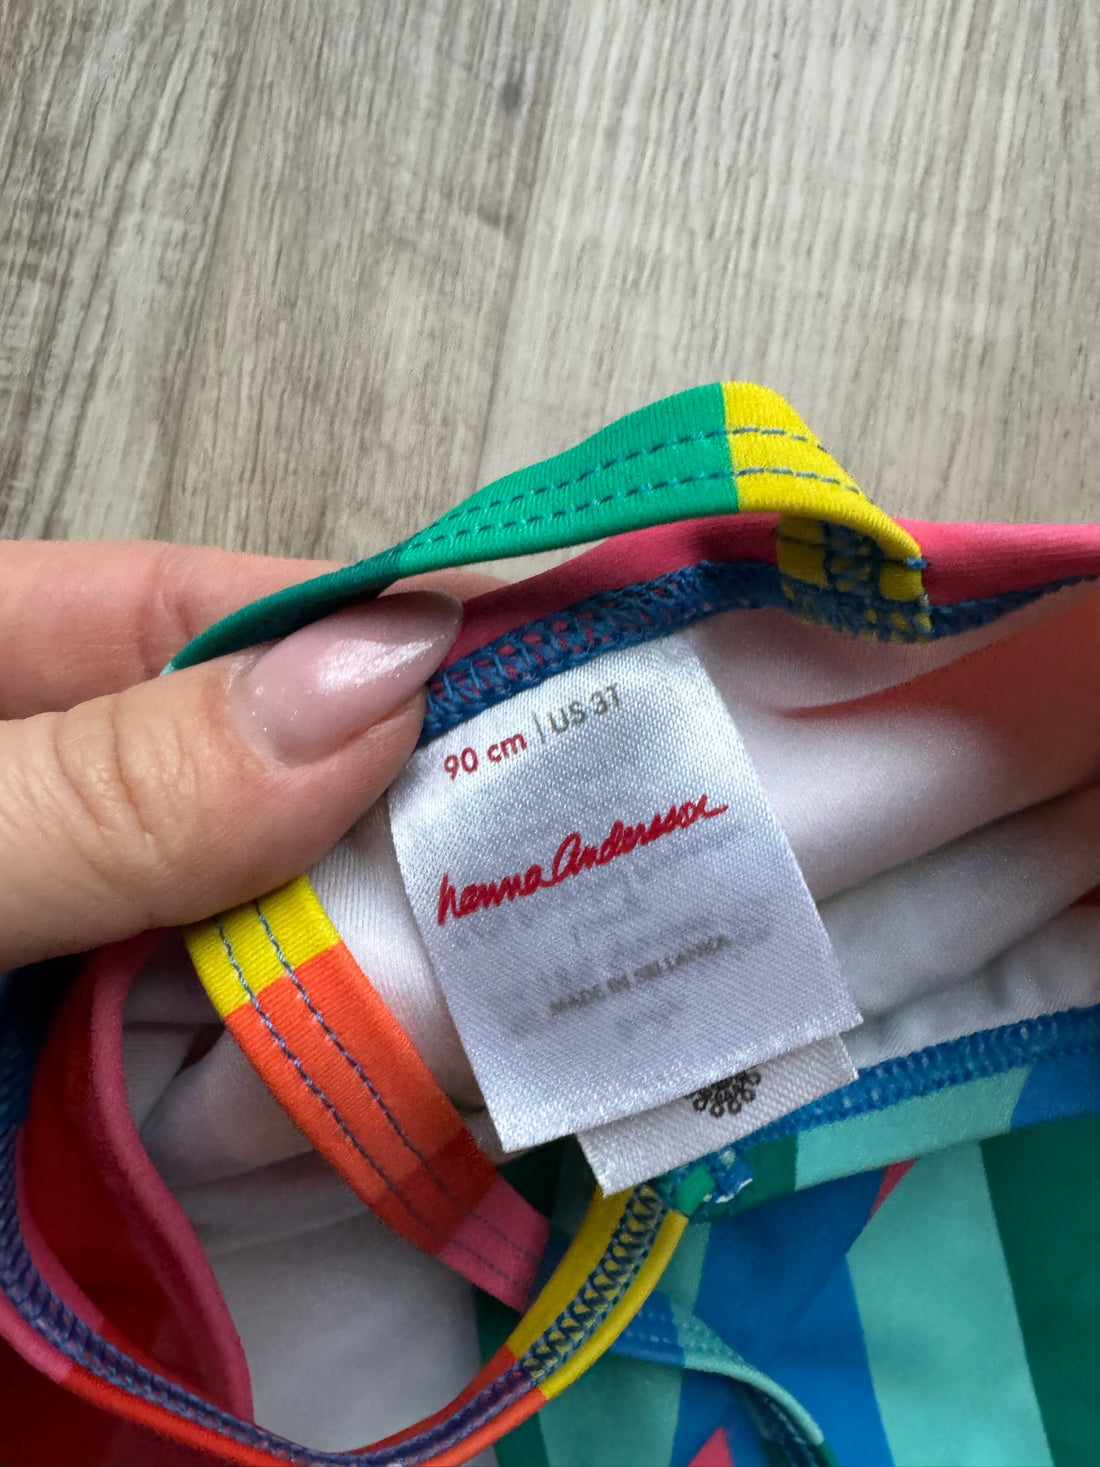 90 cm | US 3T
hanna Andersson
MADE IN SRI LANKA